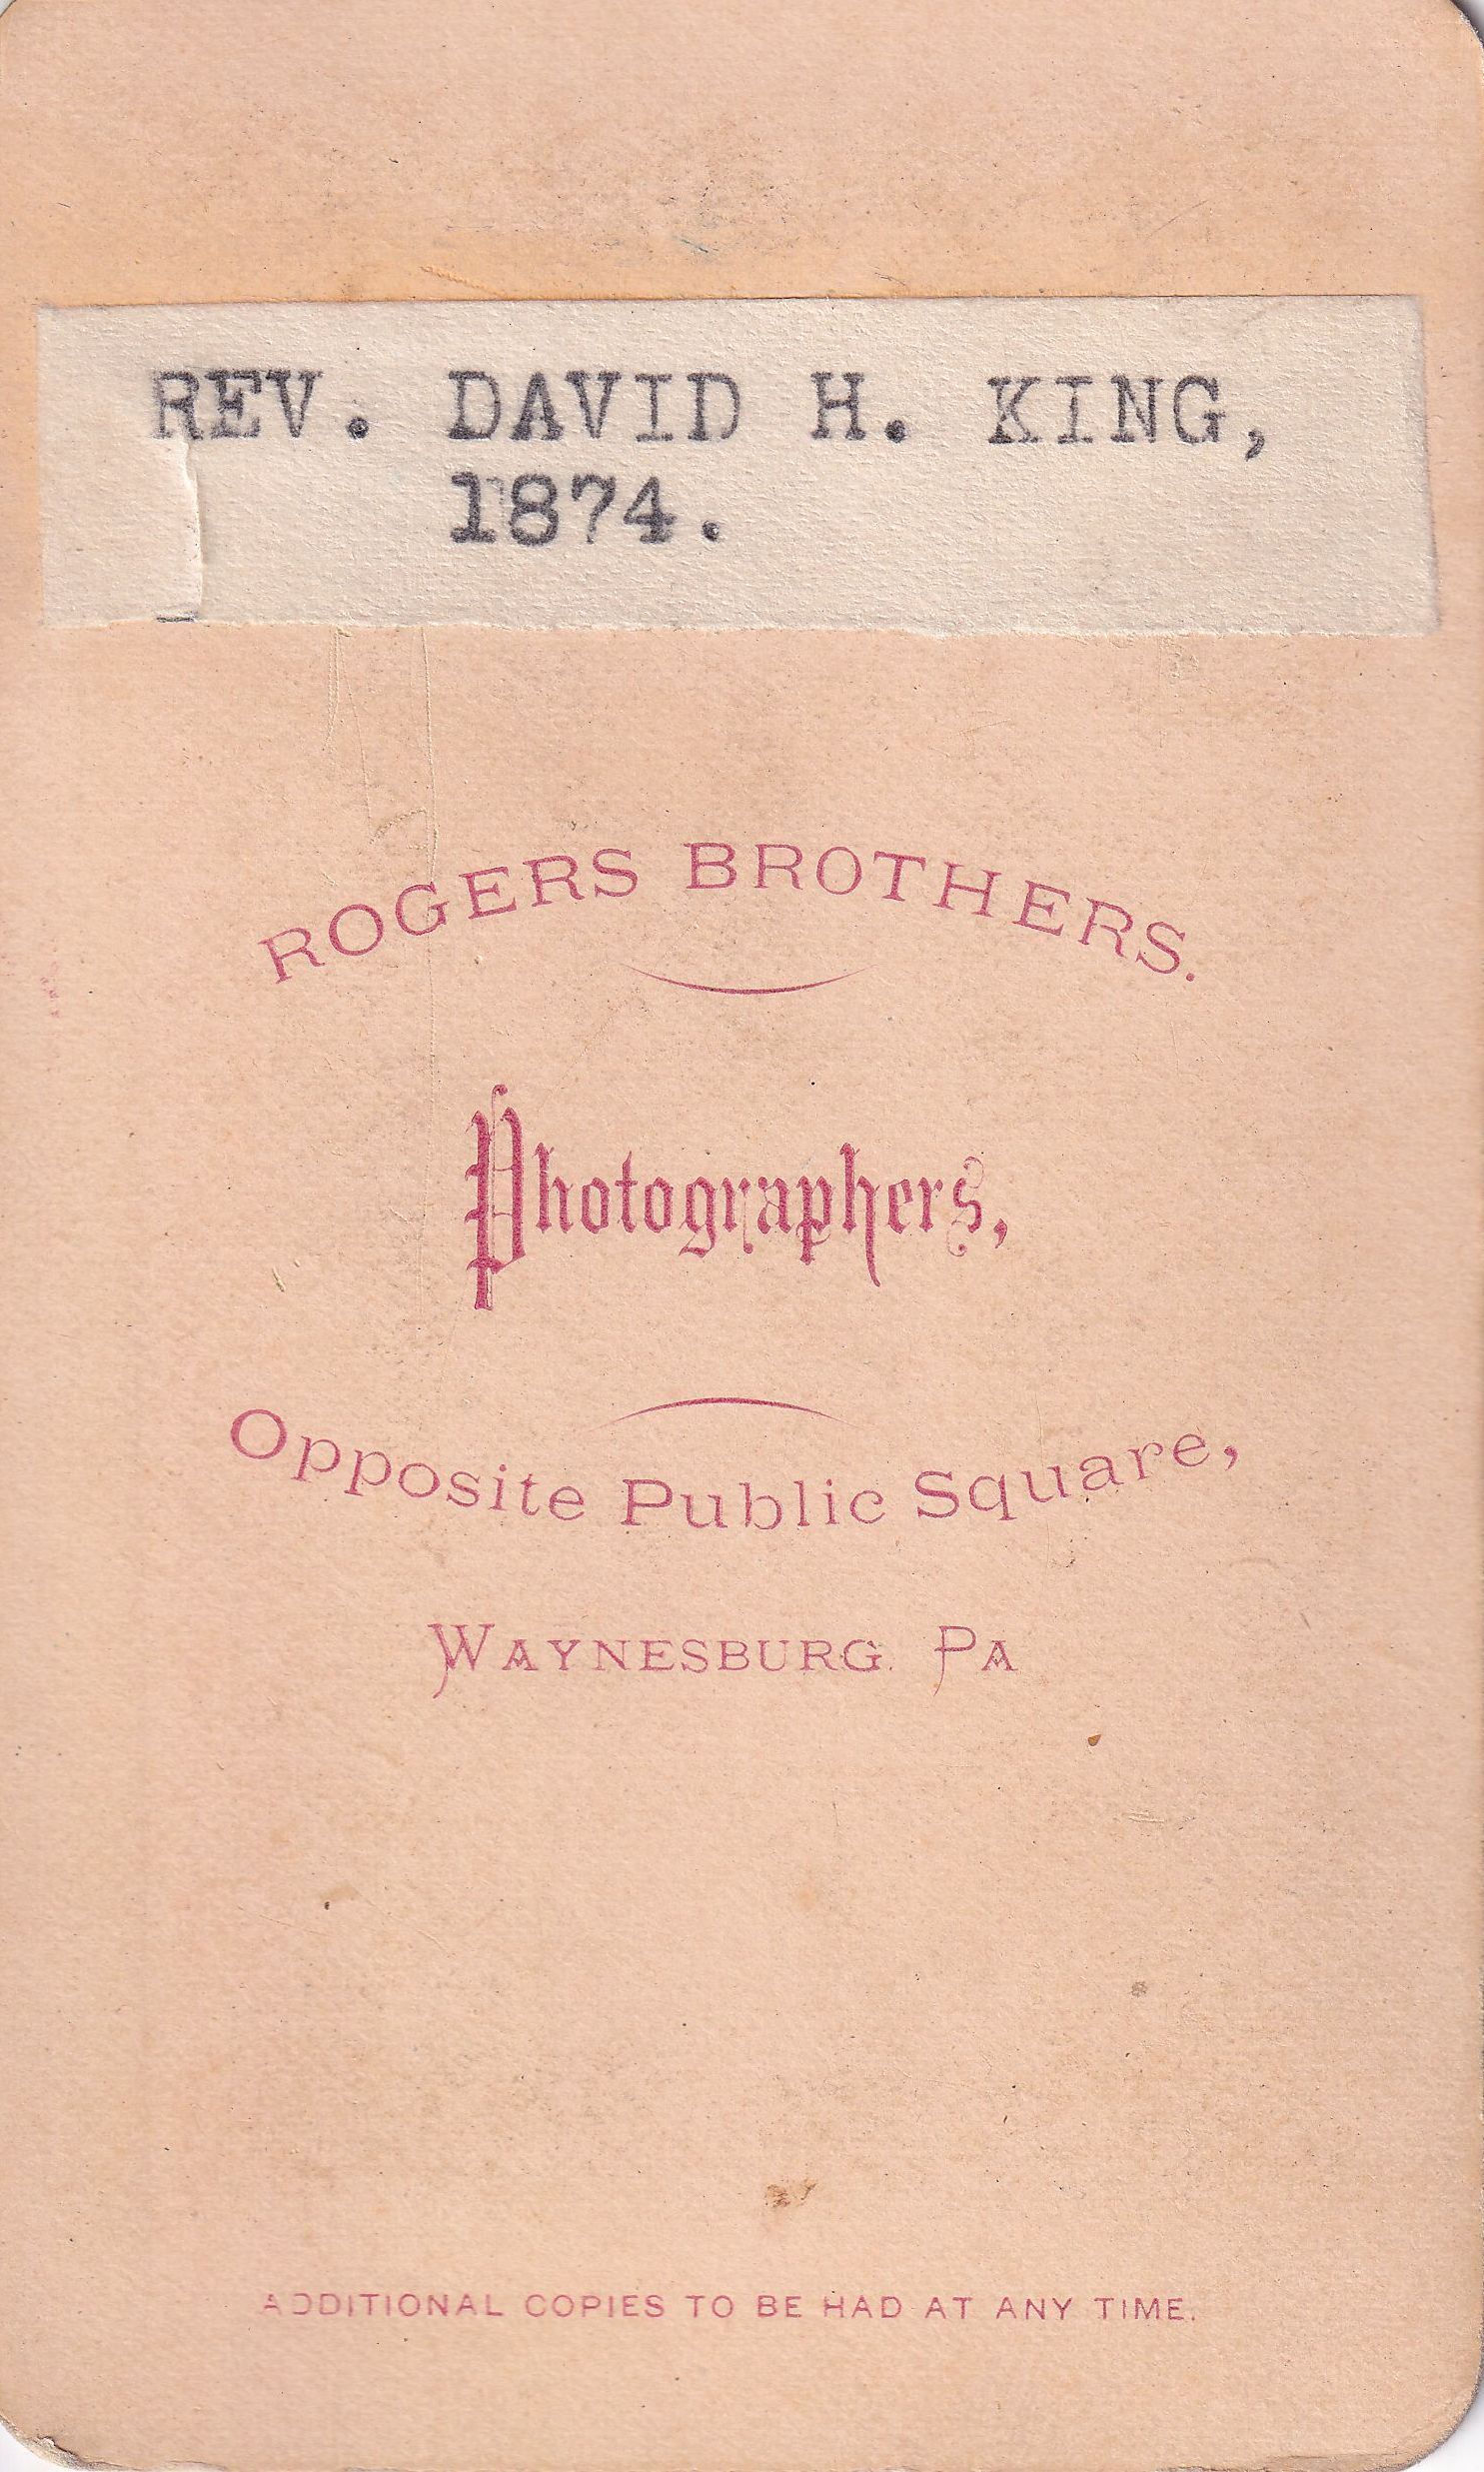 REV. DAVID H. KING,
1874.
ROGERS BROTHERS.
Photographers,
Opposite Public Square,
WAYNESBURG. PA
ADDITIONAL COPIES TO BE HAD AT ANY TIME.